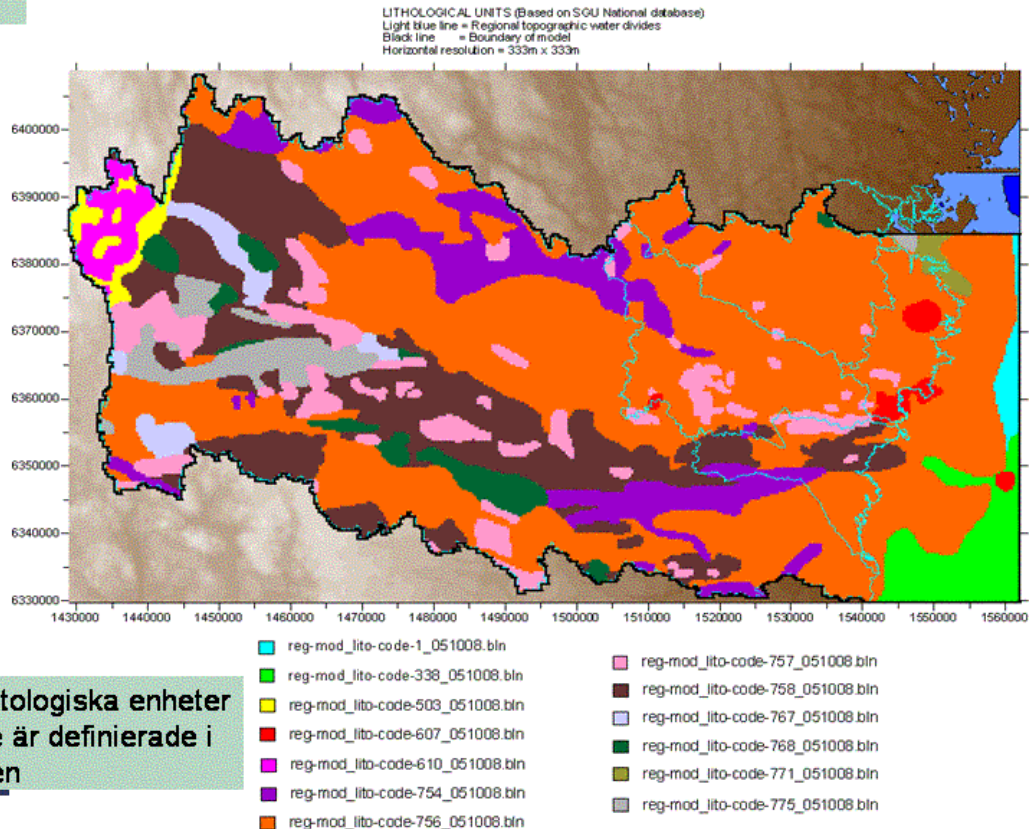 LITHOLOGICAL UNITS (Based on SGU National database)
Light blue line = Regional topographic water divides
Black line = Boundary of model
Horizontal resolution = 333m x 333m
6400000
6390000
6380000
6370000
6360000
6350000
6340000
6330000
1430000 1440000 1450000 1460000 1470000 1480000 1490000 1500000 1510000 1520000 1530000 1540000 1550000 1560000
reg-mod_lito-code-1_051008.bln
reg-mod_lito-code-338_051008.bln
reg-mod_lito-code-503_051008.bln
reg-mod_lito-code-607_051008.bln
reg-mod_lito-code-610_051008.bln
reg-mod_lito-code-754_051008.bln
reg-mod_lito-code-756_051008.bln
reg-mod_lito-code-757_051008.bln
reg-mod_lito-code-758_051008.bln
reg-mod_lito-code-767_051008.bln
reg-mod_lito-code-768_051008.bln
reg-mod_lito-code-771_051008.bln
reg-mod_lito-code-775_051008.bln
tologiska enheter
e är definierade i
en